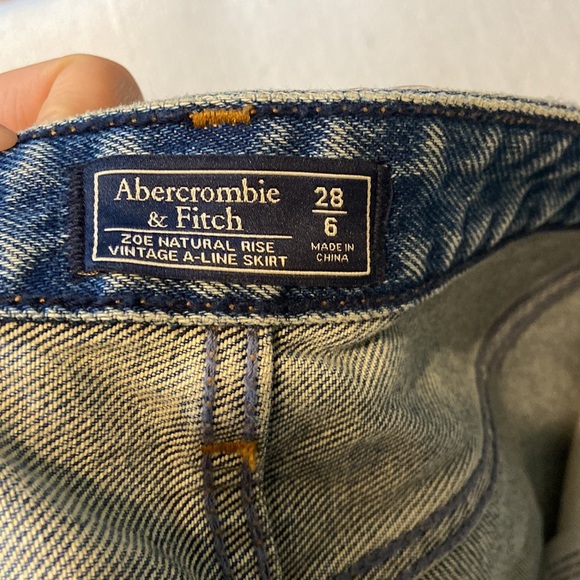 Abercrombie
& Fitch
ZOE NATURAL RISE
VINTAGE A-LINE SKIRT
28
6
MADE IN
CHINA